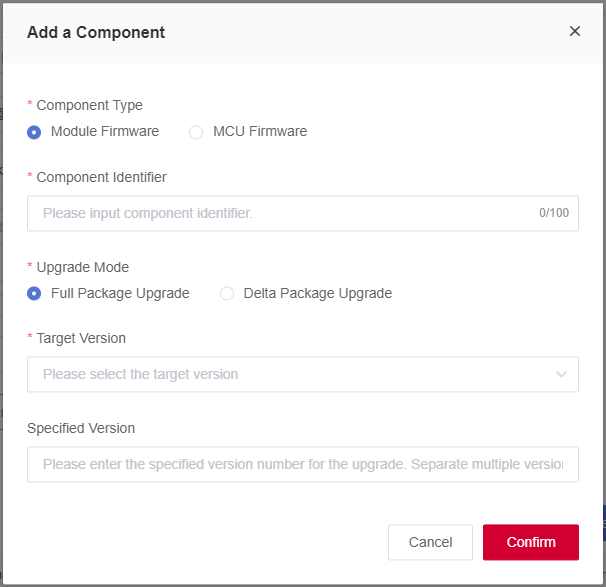 Add a Component
* Component Type
Module Firmware MCU Firmware
* Component Identifier
Please input component identifier. 0/100
* Upgrade Mode
Full Package Upgrade Delta Package Upgrade
* Target Version
Please select the target version
Specified Version
Please enter the specified version number for the upgrade. Separate multiple
Cancel Confirm